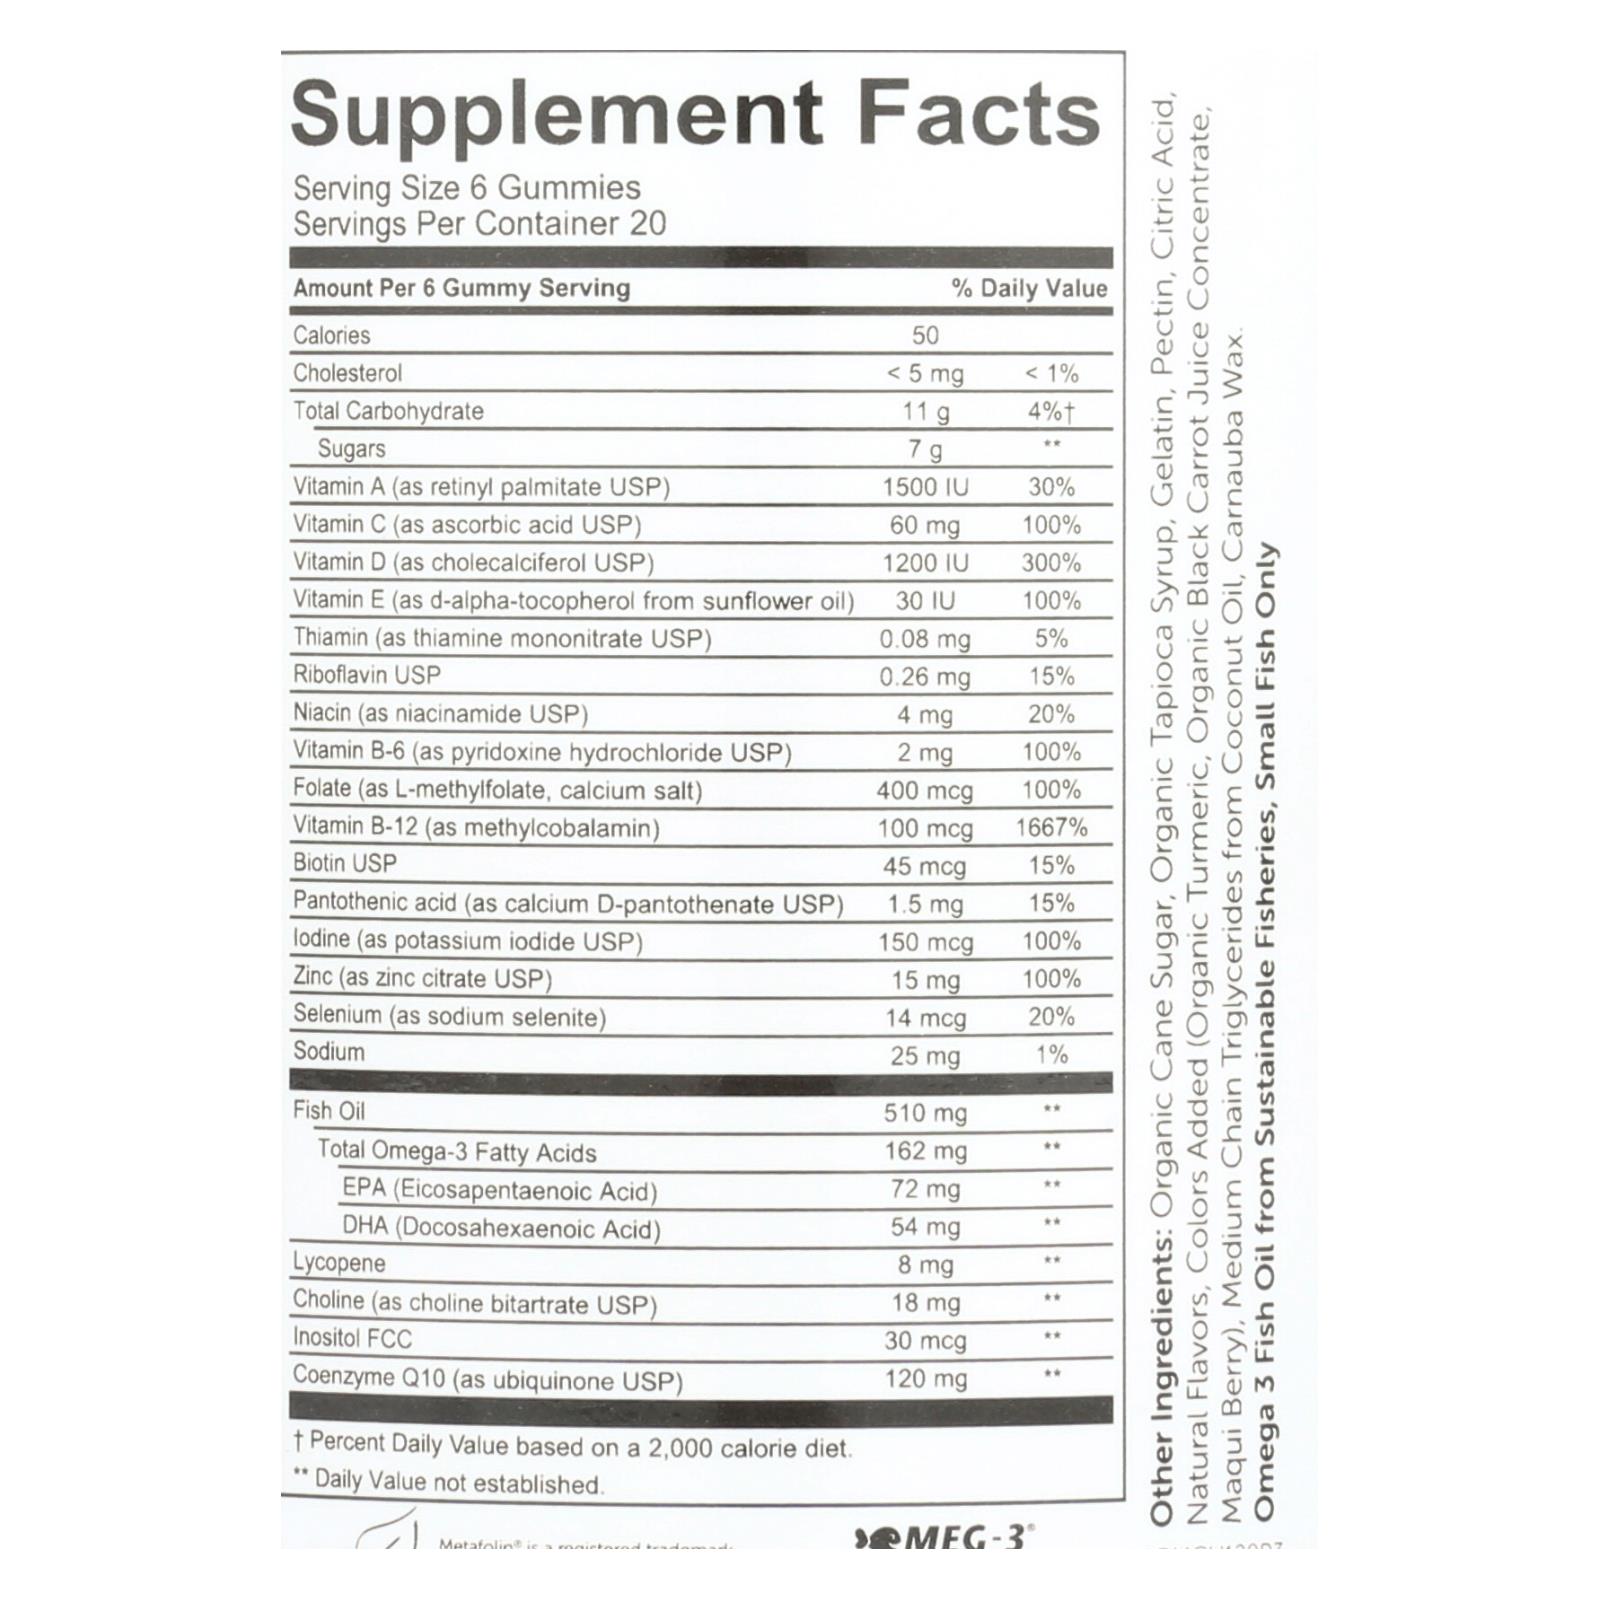 Supplement Facts
Serving Size 6 Gummies
Servings Per Container 20
Amount Per 6 Gummy Serving % Daily Value
Calories 50
Cholesterol < 5 mg < 1%
Total Carbohydrate 11 g 4%†
Sugars 7 g **
Vitamin A (as retinyl palmitate USP) 1500 IU 30%
Vitamin C (as ascorbic acid USP) 60 mg 100%
Vitamin D (as cholecalciferol USP) 1200 IU 300%
Vitamin E (as d-alpha-tocopherol from sunflower oil) 30 IU 100%
Thiamin (as thiamine mononitrate USP) 0.08 mg 5%
Riboflavin USP 0.26 mg 15%
Niacin (as niacinamide USP) 4 mg 20%
Vitamin B-6 (as pyridoxine hydrochloride USP) 2 mg 100%
Folate (as L-methylfolate, calcium salt) 400 mcg 100%
Vitamin B-12 (as methylcobalamin) 100 mcg 1667%
Biotin USP 45 mcg 15%
Pantothenic acid (as calcium D-pantothenate USP) 1.5 mg 15%
Iodine (as potassium iodide USP) 150 mcg 100%
Zinc (as zinc citrate USP) 15 mg 100%
Selenium (as sodium selenite) 14 mcg 20%
Sodium 25 mg 1%
Fish Oil 510 mg **
Total Omega-3 Fatty Acids 162 mg **
EPA (Eicosapentaenoic Acid) 72 mg **
DHA (Docosahexaenoic Acid) 54 mg **
Lycopene 8 mg **
Choline (as choline bitartrate USP) 18 mg **
Inositol FCC 30 mcg **
Coenzyme Q10 (as ubiquinone USP) 120 mg **
† Percent Daily Value based on a 2,000 calorie diet.
** Daily Value not established.
Metafolin® is a registered trademark
MEG-3®
Other Ingredients: Organic Cane Sugar, Organic Tapioca Syrup, Gelatin, Pectin, Citric Acid,
Natural Flavors, Colors Added (Organic Turmeric, Organic Black Carrot Juice Concentrate,
Maqui Berry), Medium Chain Triglycerides from Coconut Oil, Carnauba Wax.
Omega 3 Fish Oil from Sustainable Fisheries, Small Fish Only